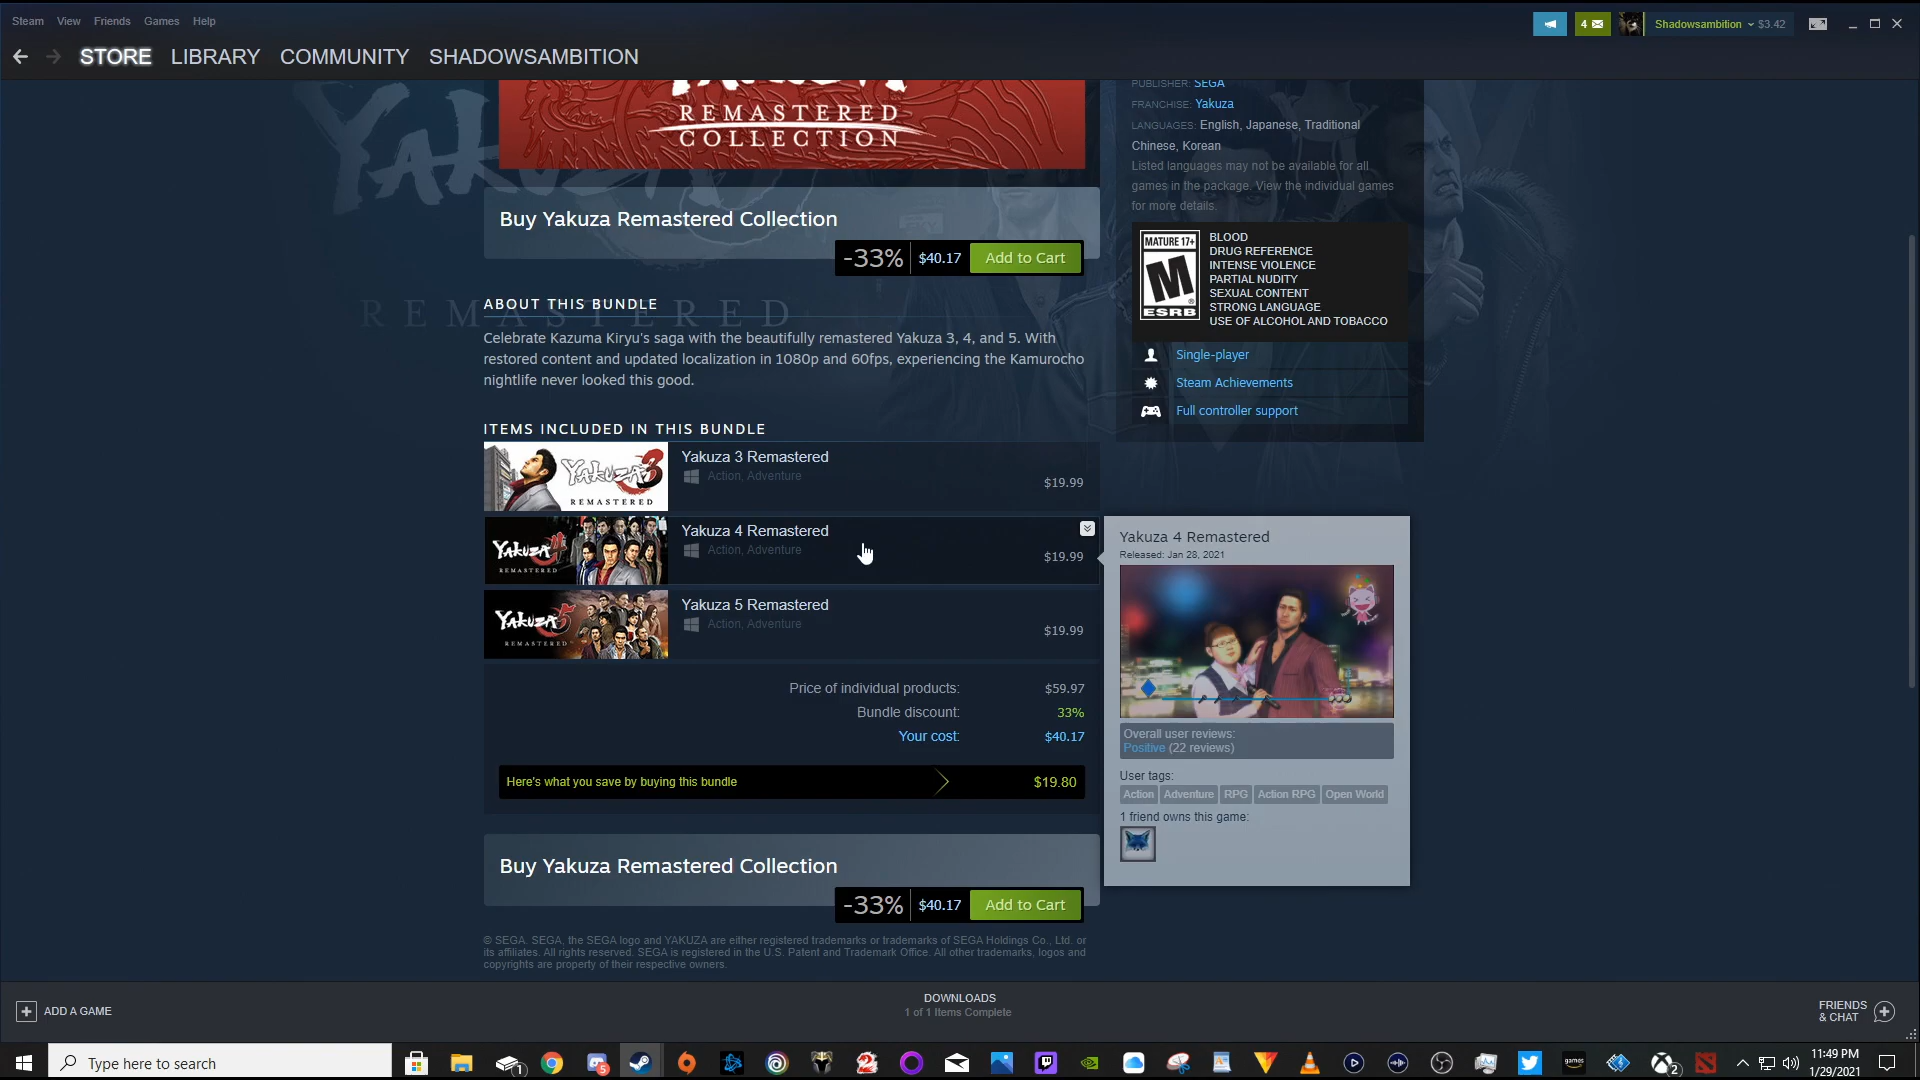 Steam View Friends Games Help
4
Shadowsambition $3.42
STORE LIBRARY COMMUNITY SHADOWSAMBITION
REMASTERED
COLLECTION
PUBLISHER: SEGA
FRANCHISE: Yakuza
LANGUAGES: English, Japanese, Traditional
Chinese, Korean
Listed languages may not be available for all
games in the package. View the individual games
for more details.
Buy Yakuza Remastered Collection
-33% $40.17 Add to Cart
MATURE 17+
M
ESRB
BLOOD
DRUG REFERENCE
INTENSE VIOLENCE
PARTIAL NUDITY
SEXUAL CONTENT
STRONG LANGUAGE
USE OF ALCOHOL AND TOBACCO
REMASTERED
ABOUT THIS BUNDLE
Celebrate Kazuma Kiryu's saga with the beautifully remastered Yakuza 3, 4, and 5. With
restored content and updated localization in 1080p and 60fps, experiencing the Kamurocho
nightlife never looked this good.
Single-player
Steam Achievements
Full controller support
ITEMS INCLUDED IN THIS BUNDLE
YAKUZA 3
REMASTERED
Yakuza 3 Remastered
Action, Adventure
$19.99
YAKUZA 4
REMASTERED
Yakuza 4 Remastered
Action, Adventure
$19.99
YAKUZA 5
REMASTERED
Yakuza 5 Remastered
Action, Adventure
$19.99
Price of individual products: $59.97
Bundle discount: 33%
Your cost: $40.17
Here's what you save by buying this bundle $19.80
Yakuza 4 Remastered
Released: Jan 28, 2021
Overall user reviews:
Positive (22 reviews)
User tags:
Action Adventure RPG Action RPG Open World
1 friend owns this game:
Buy Yakuza Remastered Collection
-33% $40.17 Add to Cart
© SEGA. SEGA, the SEGA logo and YAKUZA are either registered trademarks or trademarks of SEGA Holdings Co., Ltd. or
its affiliates. All rights reserved. SEGA is registered in the U.S. Patent and Trademark Office. All other trademarks, logos and
copyrights are property of their respective owners.
ADD A GAME
DOWNLOADS
1 of 1 Items Complete
FRIENDS
& CHAT
Type here to search
1
5
games
2
11:49 PM
1/29/2021